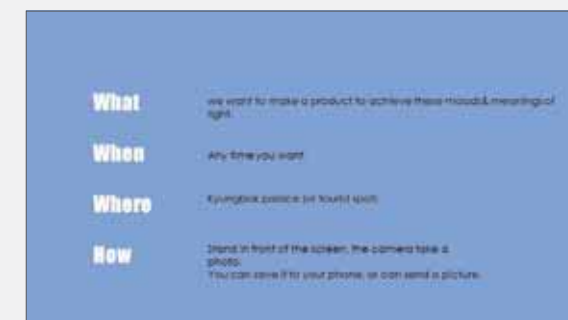 What
we want to make a product to achieve these moods& meanings of
light.
When
Any time you want
Where
Kyungbok palace (at tourist spot)
How
Stand in front of the screen, the camera take a
photo.
You can save it to your phone, or can send a picture.